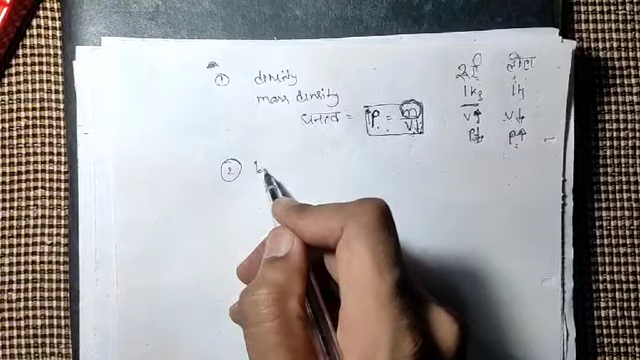 ① density
mass density
घनत्व = ρ = m/V
रुई लोहा
1kg 1kg
V↑ V↓
ρ↓ ρ↑
②